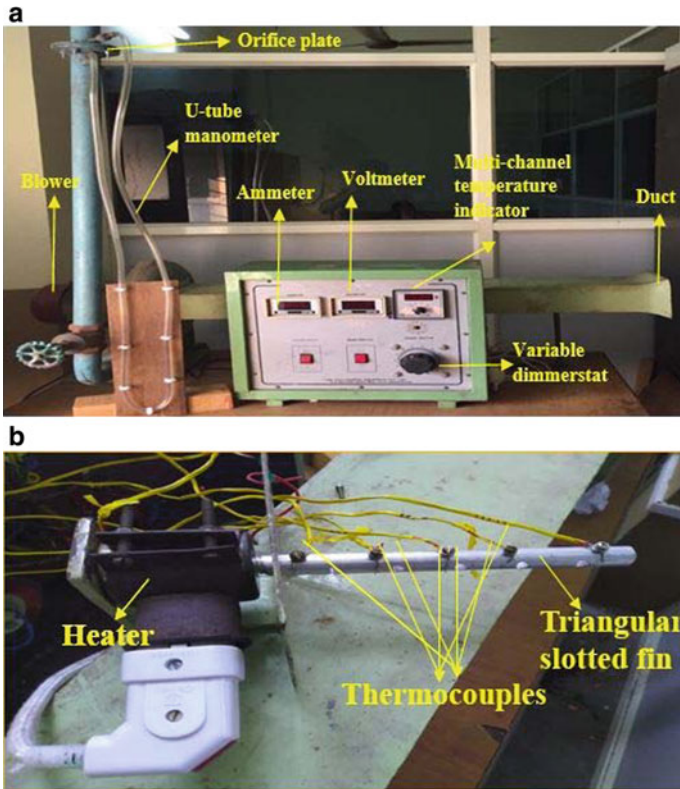 a
Orifice plate
U-tube
manometer
Blower
Ammeter
Voltmeter
Multi-channel
temperature
indicator
Duct
Variable
dimmerstat
b
Heater
Thermocouples
Triangular
slotted fin